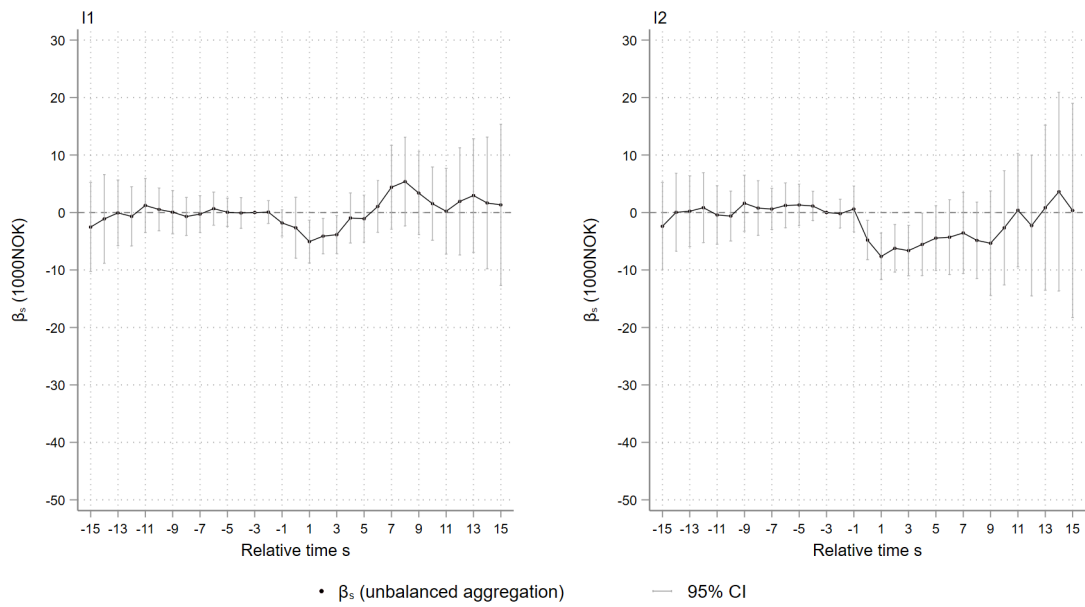 I1
30
20
10
0
-10
-20
-30
-40
-50
βₛ (1000NOK)
-15 -13 -11 -9 -7 -5 -3 -1 1 3 5 7 9 11 13 15
Relative time s
I2
30
20
10
0
-10
-20
-30
-40
-50
βₛ (1000NOK)
-15 -13 -11 -9 -7 -5 -3 -1 1 3 5 7 9 11 13 15
Relative time s
βₛ (unbalanced aggregation) 95% CI